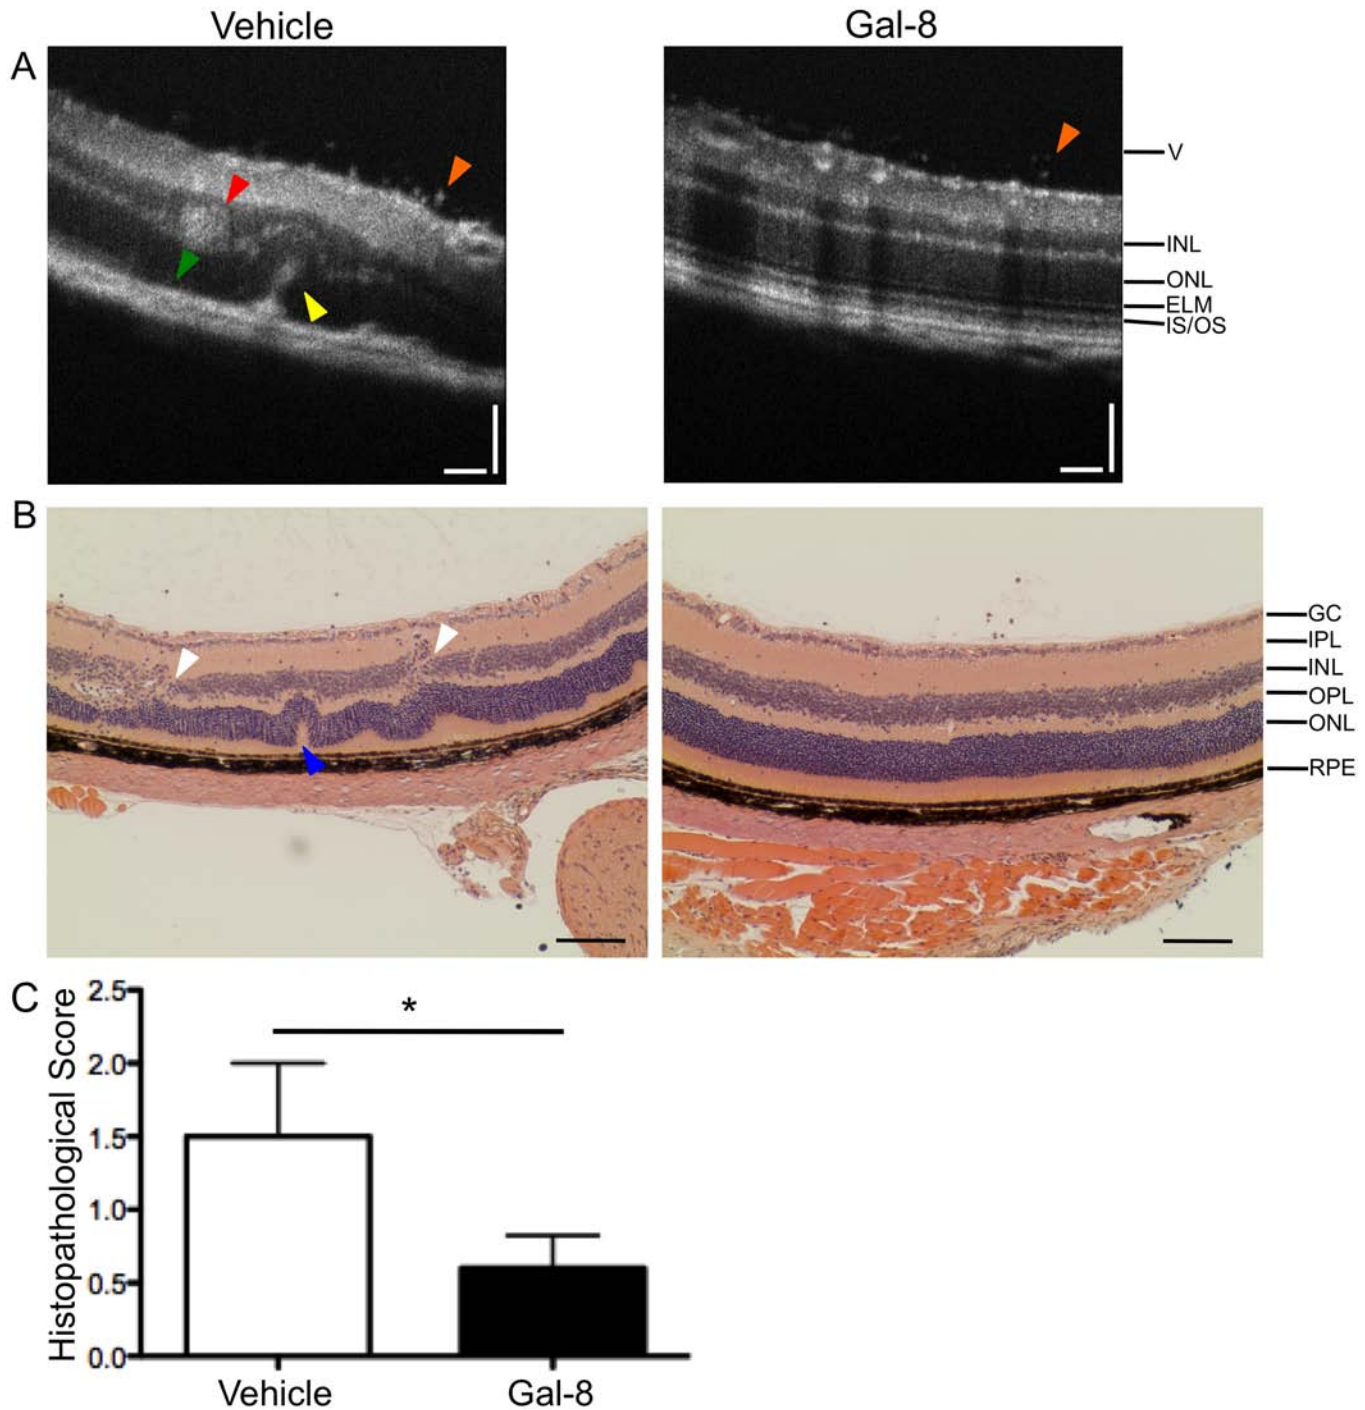 Vehicle
Gal-8
A
V
INL
ONL
ELM
IS/OS
B
GC
IPL
INL
OPL
ONL
RPE
C
Histopathological Score
2.5
2.0
1.5
1.0
0.5
0.0
*
Vehicle
Gal-8